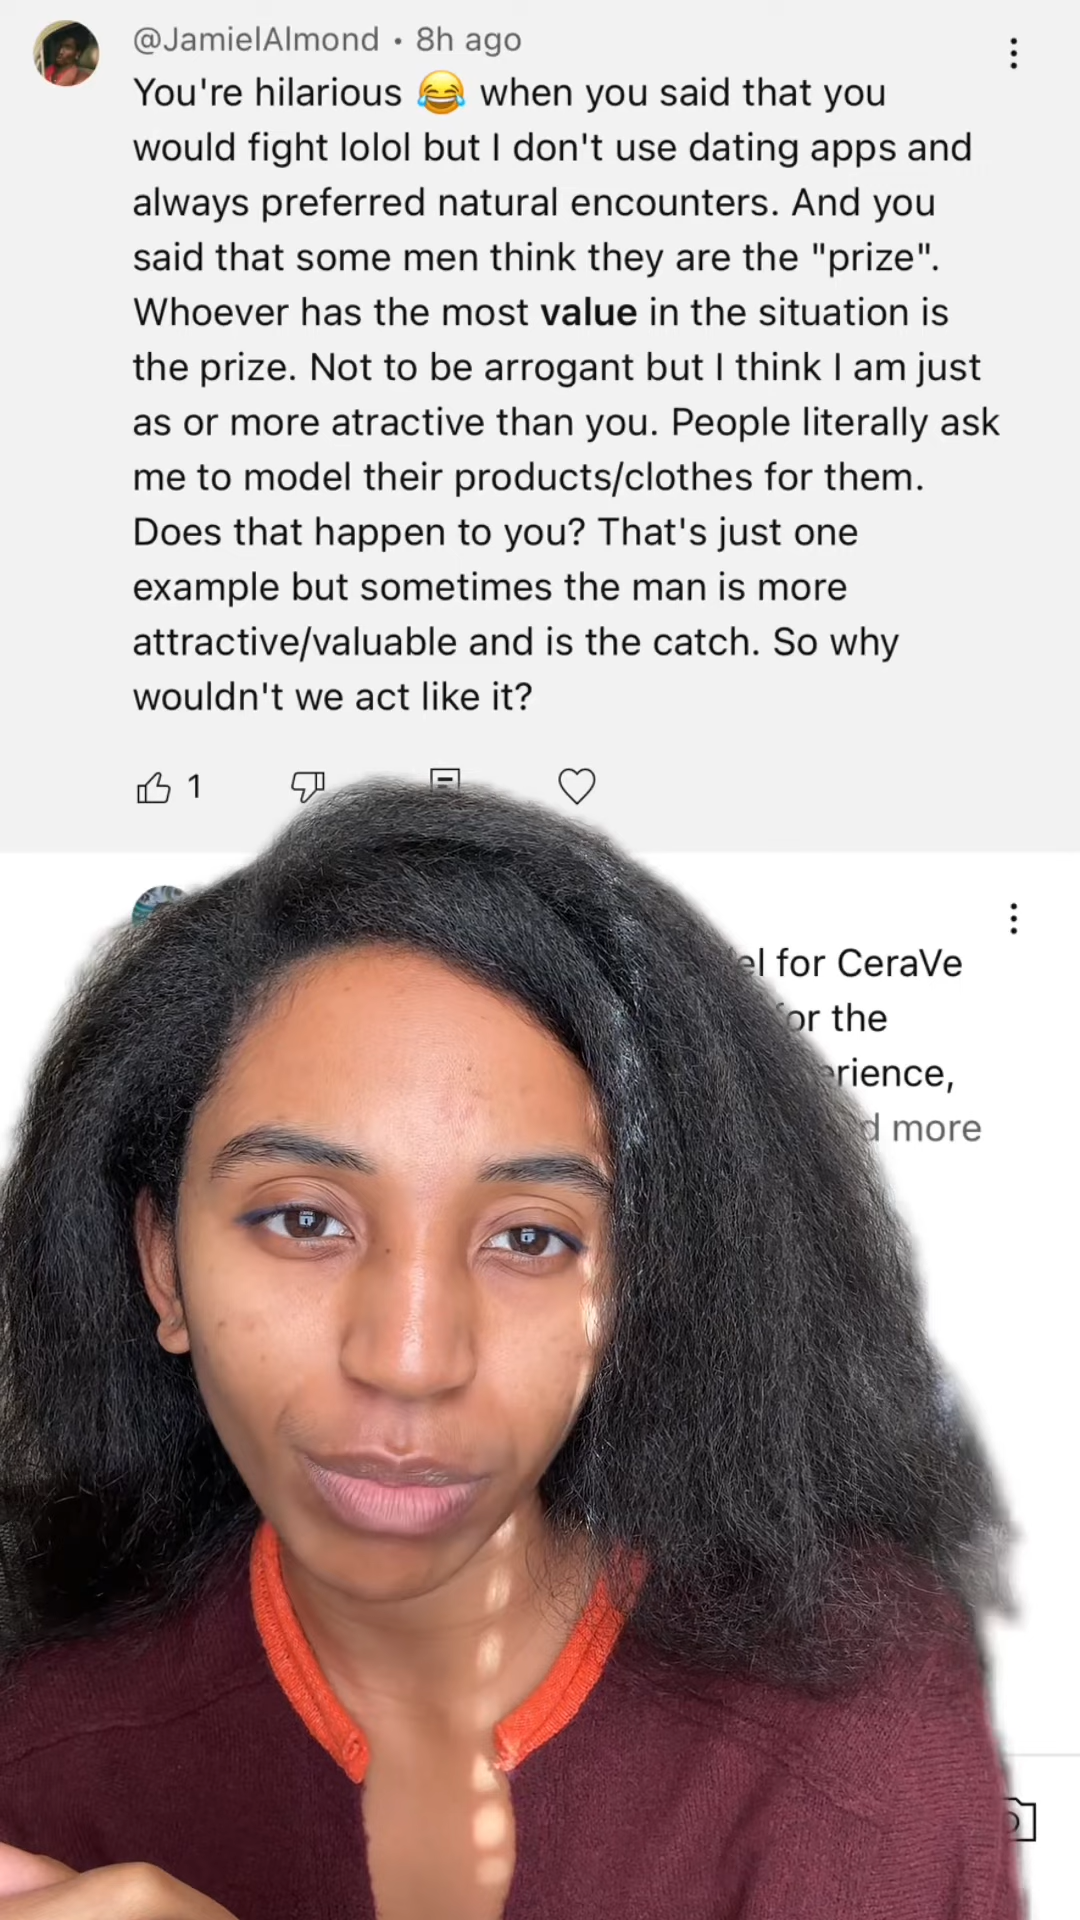 @JamielAlmond • 8h ago
You're hilarious 😂 when you said that you
would fight lolol but I don't use dating apps and
always preferred natural encounters. And you
said that some men think they are the "prize".
Whoever has the most value in the situation is
the prize. Not to be arrogant but I think I am just
as or more atractive than you. People literally ask
me to model their products/clothes for them.
Does that happen to you? That's just one
example but sometimes the man is more
attractive/valuable and is the catch. So why
wouldn't we act like it?
1
for CeraVe
the
more